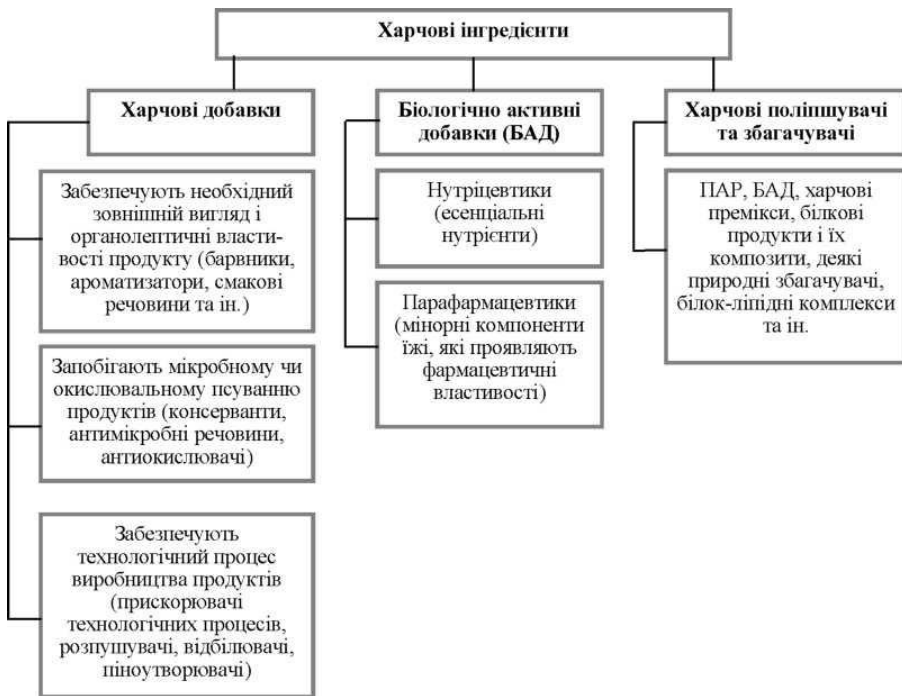 Харчові інгредієнти
Харчові добавки
Забезпечують необхідний
зовнішній вигляд і
органолептичні власти-
вості продукту (барвники,
ароматизатори, смакові
речовини та ін.)
Запобігають мікробному чи
окислювальному псуванню
продуктів (консерванти,
антимікробні речовини,
антиокислювачі)
Забезпечують
технологічний процес
виробництва продуктів
(прискорювачі
технологічних процесів,
розпушувачі, відбілювачі,
піноутворювачі)
Біологічно активні
добавки (БАД)
Нутріцевтики
(есенціальні
нутрієнти)
Парафармацевтики
(мінорні компоненти
їжі, які проявляють
фармацевтичні
властивості)
Харчові поліпшувачі
та збагачувачі
ПАР, БАД, харчові
премікси, білкові
продукти і їх
композити, деякі
природні збагачувачі,
білок-ліпідні комплекси
та ін.